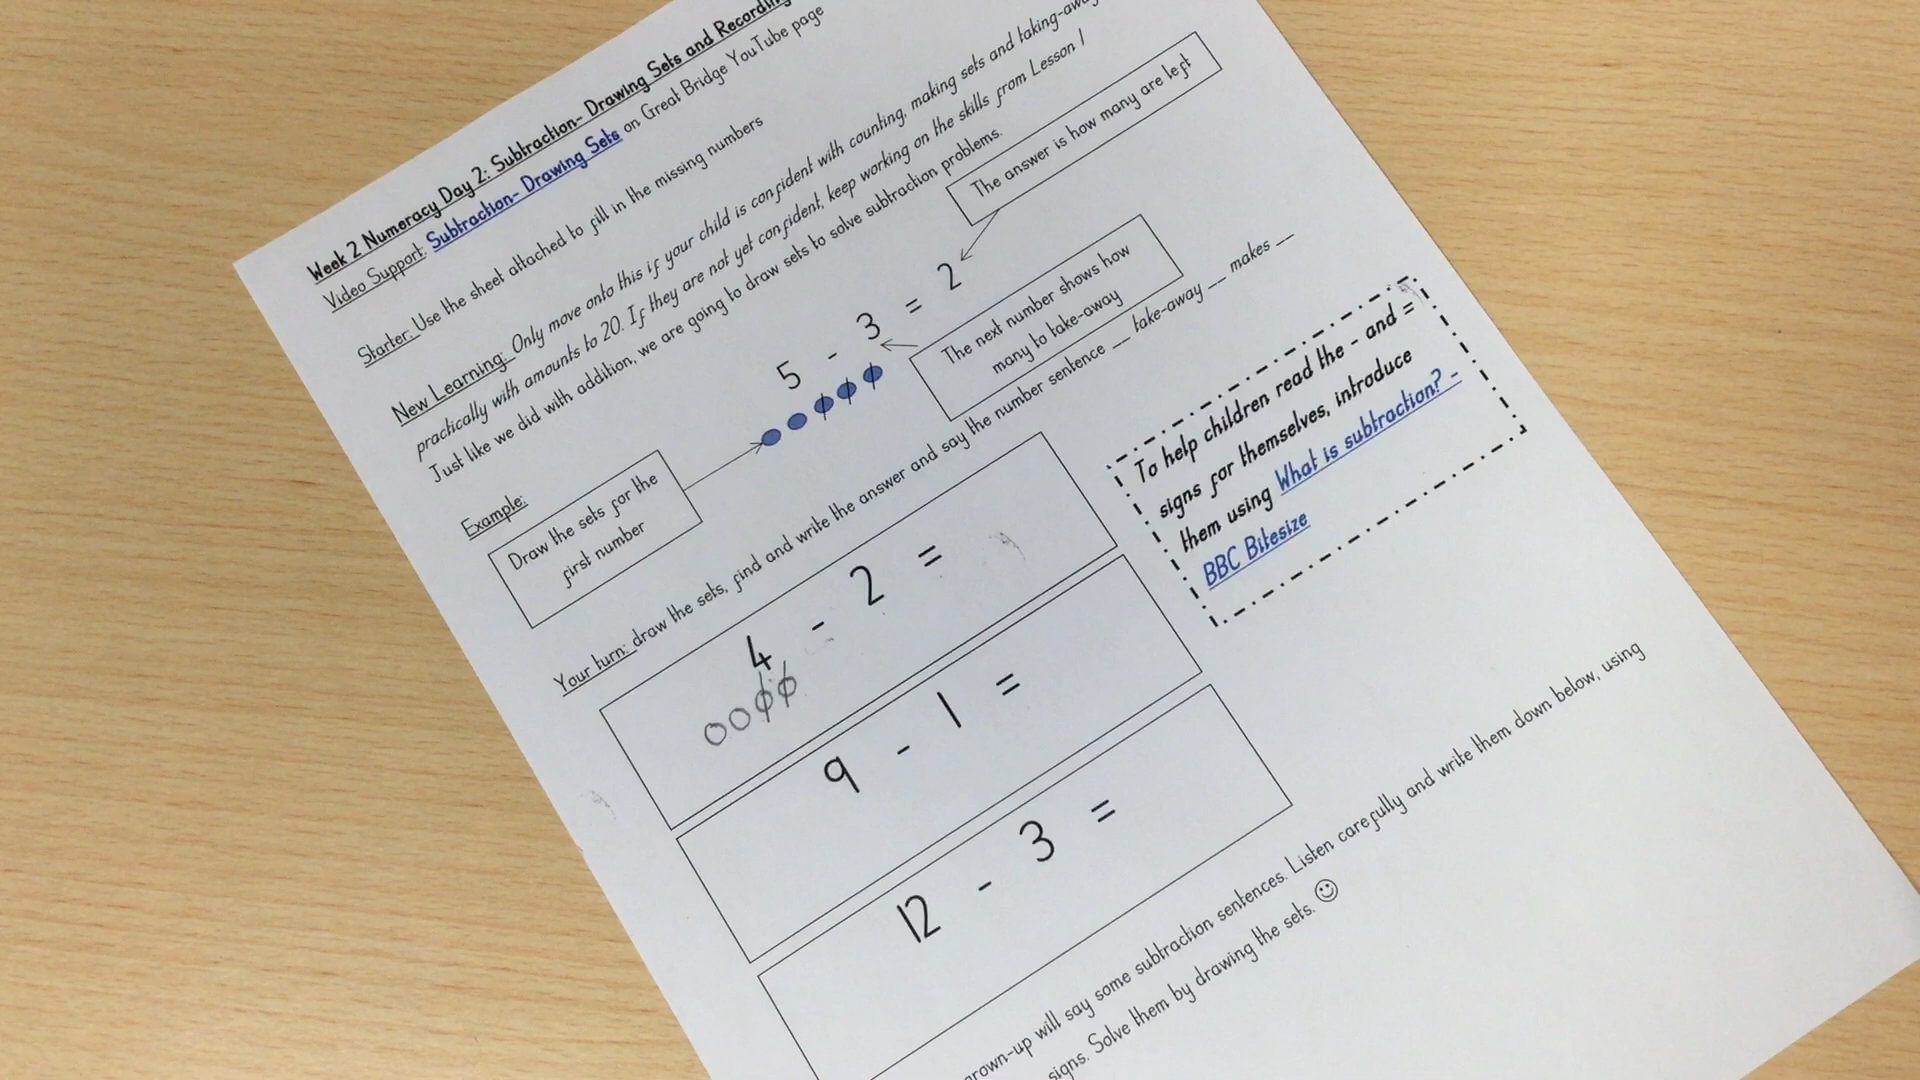 Week 2 Numeracy Day 2: Subtraction- Drawing Sets and Recording
Video Support: Subtraction- Drawing Sets on Great Bridge YouTube page
Starter: Use the sheet attached to fill in the missing numbers
New Learning: Only move onto this if your child is confident with counting, making sets and taking-away
practically with amounts to 20. If they are not yet confident, keep working on the skills from Lesson 1
Just like we did with addition, we are going to draw sets to solve subtraction problems.
The answer is how many are left
Example:
5 - 3 = 2
Draw the sets for the
first number
The next number shows how
many to take-away
Your turn: draw the sets, find and write the answer and say the number sentence __ take-away __ makes __
4 - 2 =
9 - 1 =
12 - 3 =
To help children read the - and =
signs for themselves, introduce
them using What is subtraction? -
BBC Bitesize
grown-up will say some subtraction sentences. Listen carefully and write them down below, using
signs. Solve them by drawing the sets. ☺